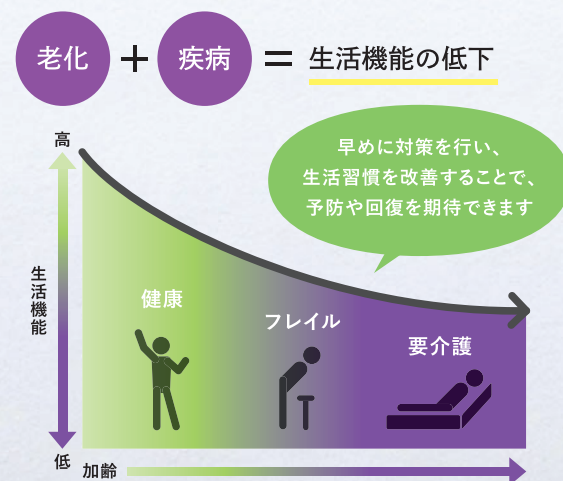 老化 + 疾病 = 生活機能の低下
高
早めに対策を行い、
生活習慣を改善することで、
予防や回復を期待できます
生活機能
健康
フレイル
要介護
低
加齢